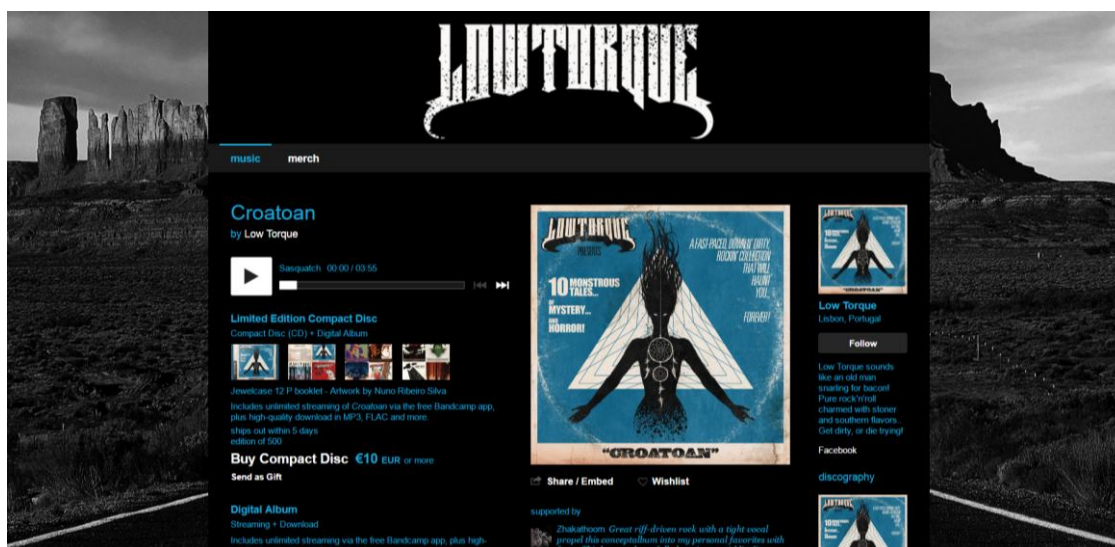 LOWTORQUE
music merch
Croatoan
by Low Torque
Sasquatch 00:00 / 03:55
Limited Edition Compact Disc
Compact Disc (CD) + Digital Album
Jewelcase 12 P booklet - Artwork by Nuno Ribeiro Silva
Includes unlimited streaming of Croatoan via the free Bandcamp app,
plus high-quality download in MP3, FLAC and more.
ships out within 5 days
edition of 500
Buy Compact Disc €10 EUR or more
Send as Gift
Digital Album
Streaming + Download
Includes unlimited streaming via the free Bandcamp app, plus high-
LOWTORQUE
PRESENTS
A FAST-PACED, DOWNLN' DIRTY,
ROCKIN' COLLECTION
THAT WILL
HAUNT
YOU...
FOREVER!
10 MONSTROUS
TALES...
OF
MYSTERY...
AND
HORROR!
"CROATOAN"
Share / Embed Wishlist
supported by
Zhakathoom Great riff-driven rock with a tight vocal
propel this conceptalbum into my personal favorites with
LOWTORQUE
"CROATOAN"
Low Torque
Lisbon, Portugal
Follow
Low Torque sounds
like an old man
snarling for bacon!
Pure rock'n'roll
charmed with stoner
and southern flavors.
Get dirty, or die trying!
Facebook
discography
LOWTORQUE